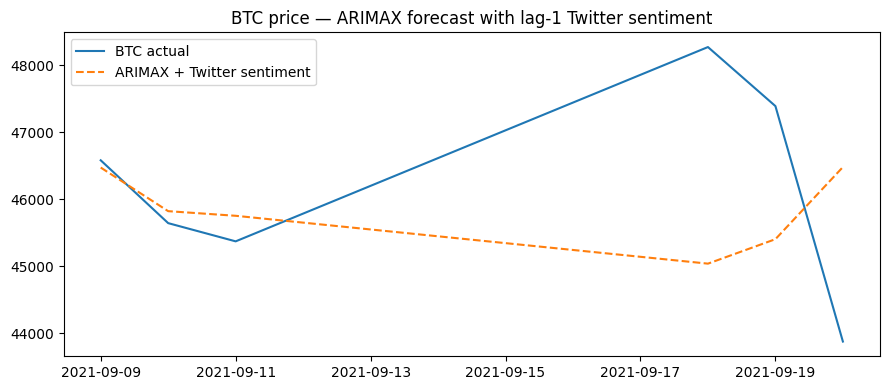 BTC price — ARIMAX forecast with lag-1 Twitter sentiment
BTC actual
ARIMAX + Twitter sentiment
48000
47000
46000
45000
44000
2021-09-09 2021-09-11 2021-09-13 2021-09-15 2021-09-17 2021-09-19